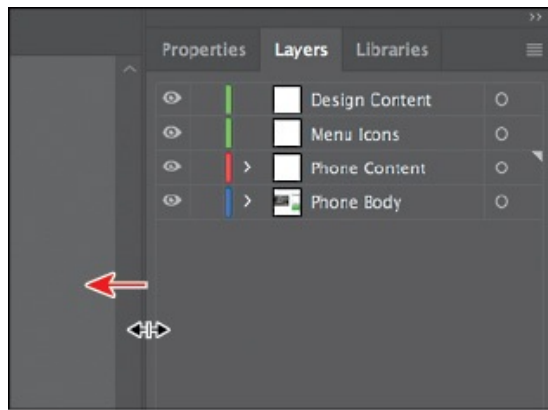 Properties Layers Libraries
Design Content
Menu Icons
Phone Content
Phone Body